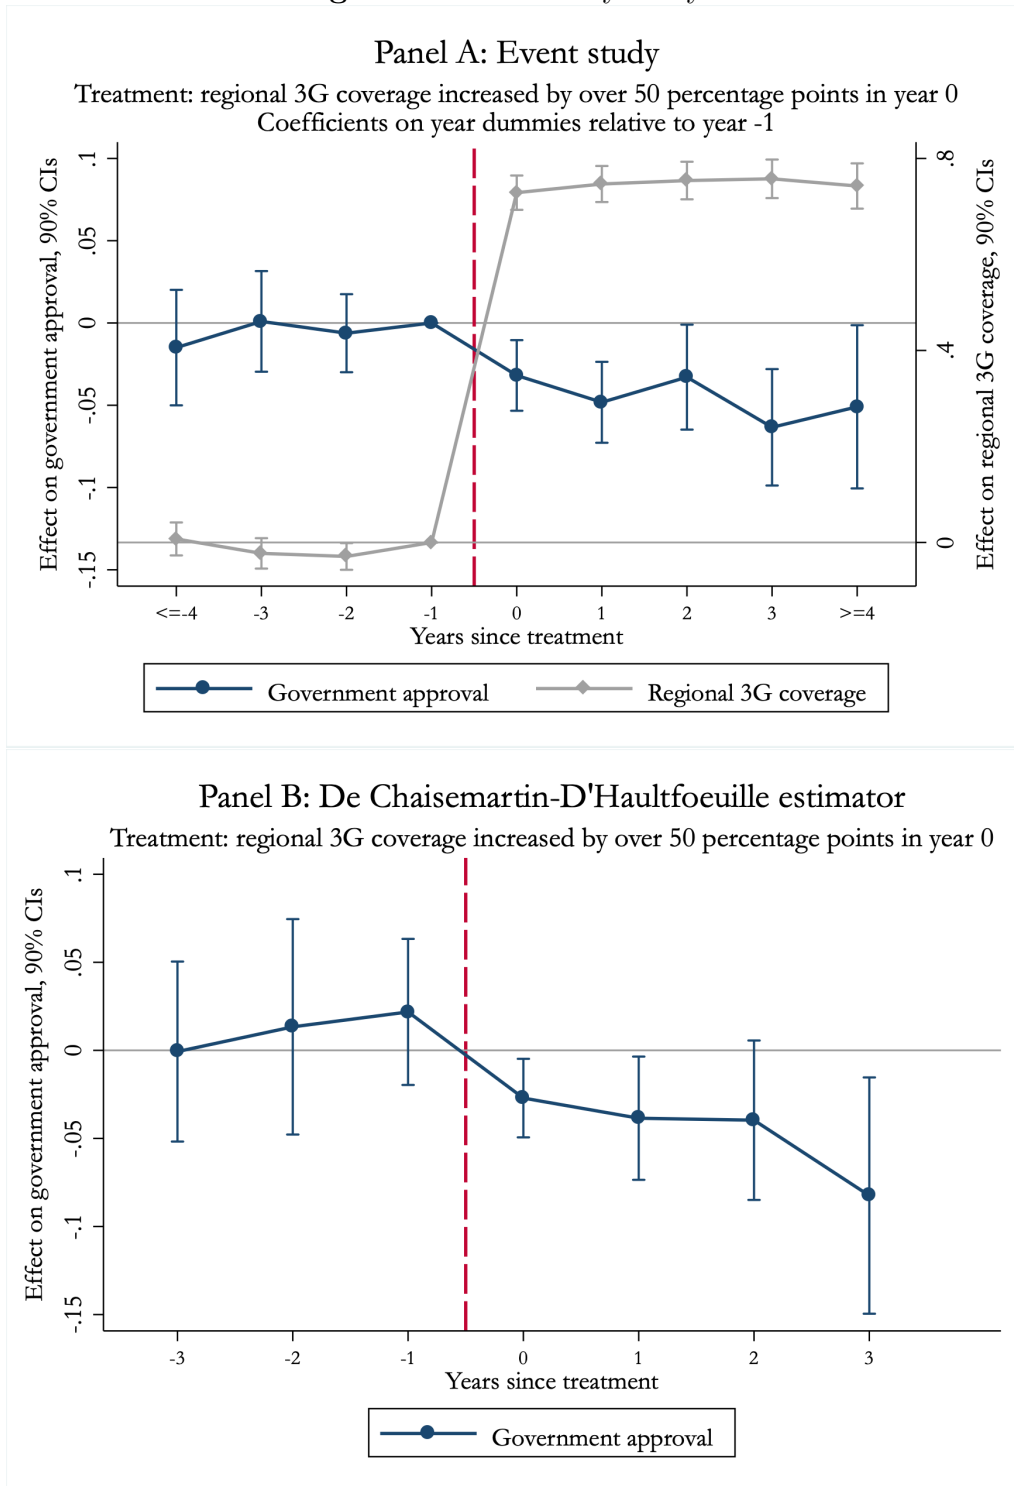 Panel A: Event study
Treatment: regional 3G coverage increased by over 50 percentage points in year 0
Coefficients on year dummies relative to year -1
Effect on government approval, 90% CIs
.1
.05
0
-.05
-.1
-.15
.8
.4
0
Effect on regional 3G coverage, 90% CIs
<=-4 -3 -2 -1 0 1 2 3 >=4
Years since treatment
Government approval Regional 3G coverage
Panel B: De Chaisemartin-D'Haultfoeuille estimator
Treatment: regional 3G coverage increased by over 50 percentage points in year 0
Effect on government approval, 90% CIs
.1
.05
0
-.05
-.1
-.15
-3 -2 -1 0 1 2 3
Years since treatment
Government approval